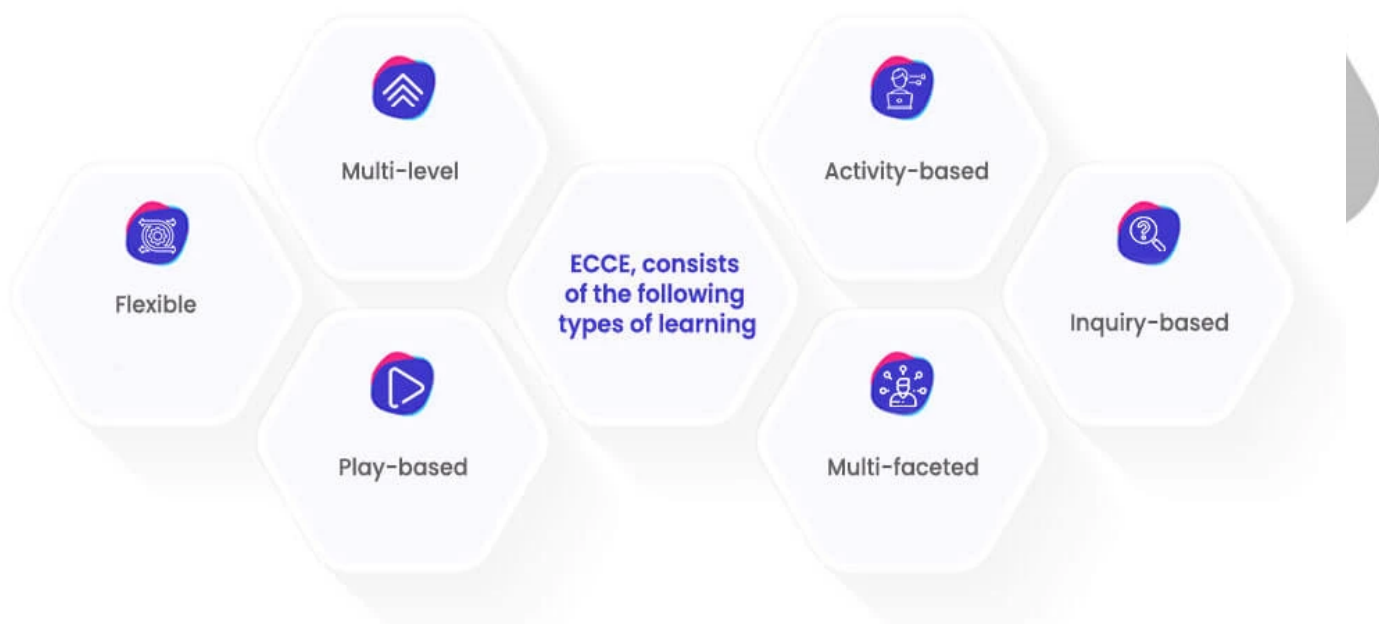 Multi-level
Activity-based
Flexible
ECCE, consists
of the following
types of learning
Inquiry-based
Play-based
Multi-faceted